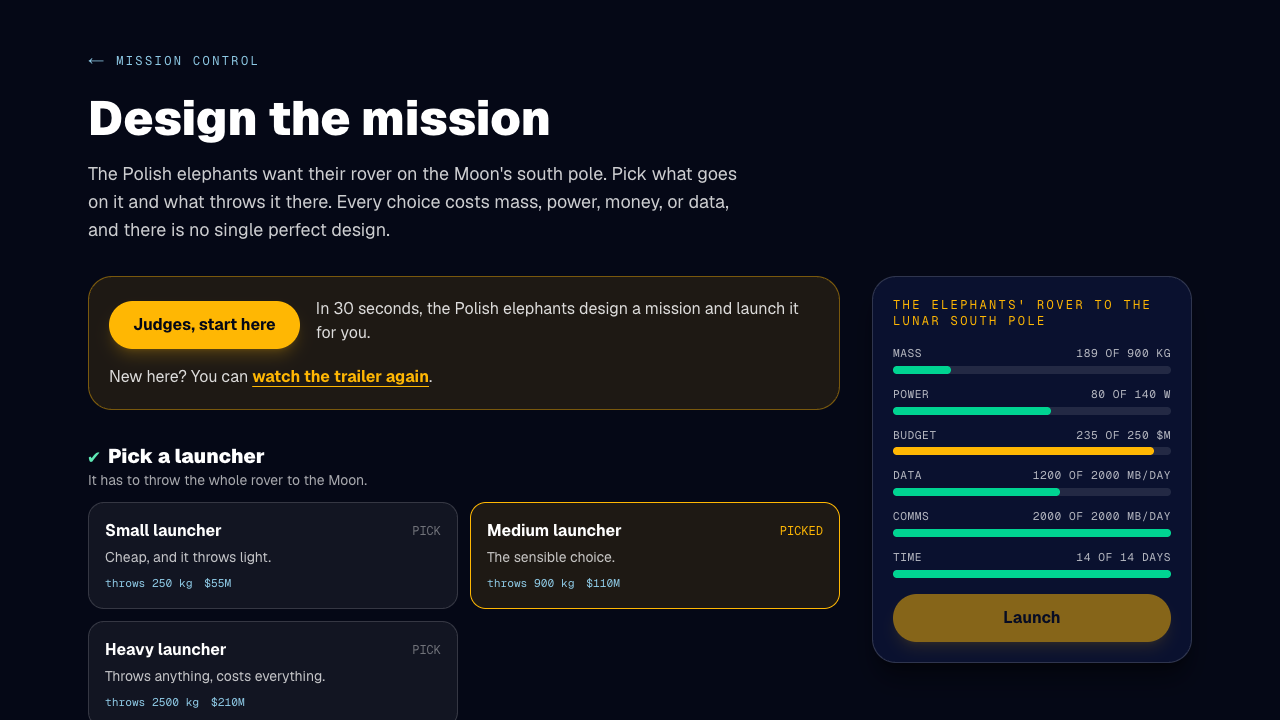 ← MISSION CONTROL
Design the mission
The Polish elephants want their rover on the Moon's south pole. Pick what goes
on it and what throws it there. Every choice costs mass, power, money, or data,
and there is no single perfect design.
Judges, start here
In 30 seconds, the Polish elephants design a mission and launch it
for you.
New here? You can watch the trailer again.
✔ Pick a launcher
It has to throw the whole rover to the Moon.
Small launcher PICK
Cheap, and it throws light.
throws 250 kg $55M
Medium launcher PICKED
The sensible choice.
throws 900 kg $110M
Heavy launcher PICK
Throws anything, costs everything.
throws 2500 kg $210M
THE ELEPHANTS' ROVER TO THE
LUNAR SOUTH POLE
MASS 189 OF 900 KG
POWER 80 OF 140 W
BUDGET 235 OF 250 $M
DATA 1200 OF 2000 MB/DAY
COMMS 2000 OF 2000 MB/DAY
TIME 14 OF 14 DAYS
Launch